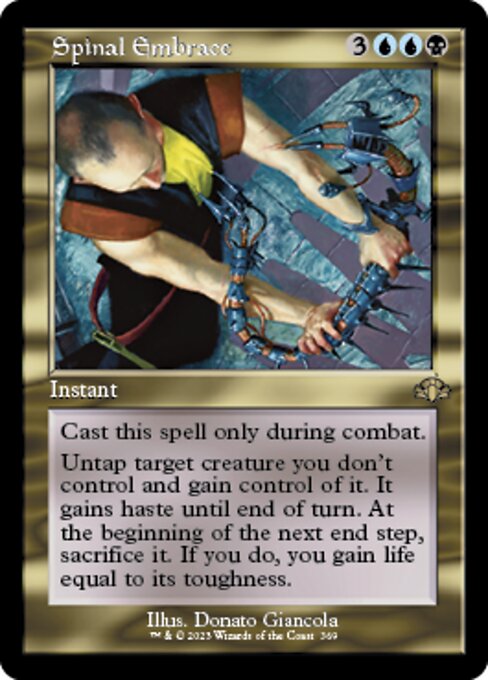 Spinal Embrace 3
Instant
Cast this spell only during combat.
Untap target creature you don't
control and gain control of it. It
gains haste until end of turn. At
the beginning of the next end step,
sacrifice it. If you do, you gain life
equal to its toughness.
Illus. Donato Giancola
™ & © 2023 Wizards of the Coast 369